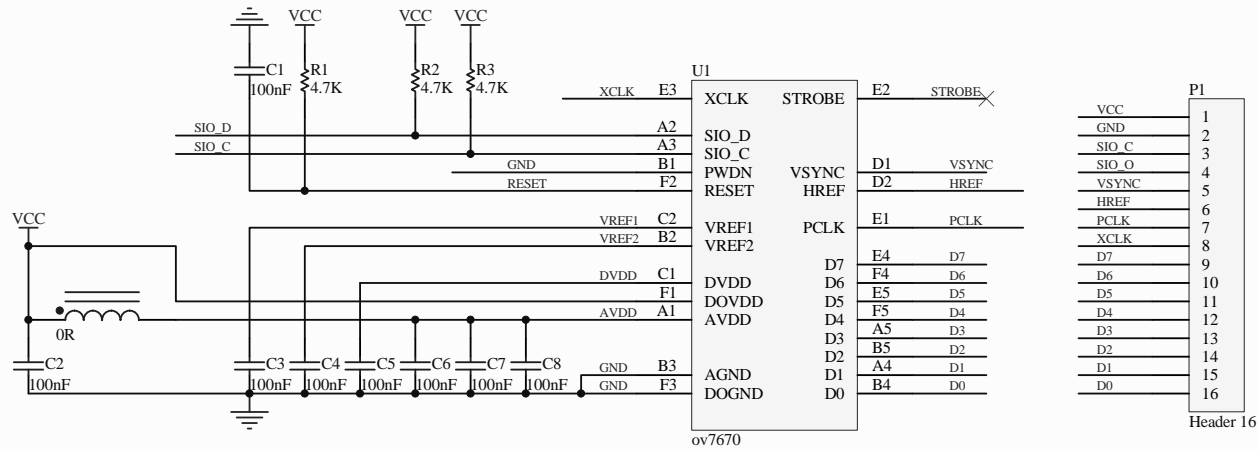 VCC VCC VCC
C1 R1 R2 R3
100nF 4.7K 4.7K 4.7K
U1
XCLK E3 XCLK STROBE E2 STROBE
SIO_D A2 SIO_D
SIO_C A3 SIO_C
GND B1 PWDN VSYNC D1 VSYNC
RESET F2 RESET HREF D2 HREF
VREF1 C2 VREF1 PCLK E1 PCLK
VREF2 B2 VREF2
D7 E4 D7
DVDD C1 DVDD D6 F4 D6
F1 DOVDD D5 E5 D5
AVDD A1 AVDD D4 F5 D4
D3 A5 D3
D2 B5 D2
GND B3 AGND D1 A4 D1
GND F3 DOGND D0 B4 D0
ov7670
VCC
0R
C2 C3 C4 C5 C6 C7 C8
100nF 100nF 100nF 100nF 100nF 100nF 100nF
P1
VCC 1
GND 2
SIO_C 3
SIO_O 4
VSYNC 5
HREF 6
PCLK 7
XCLK 8
D7 9
D6 10
D5 11
D4 12
D3 13
D2 14
D1 15
D0 16
Header 16